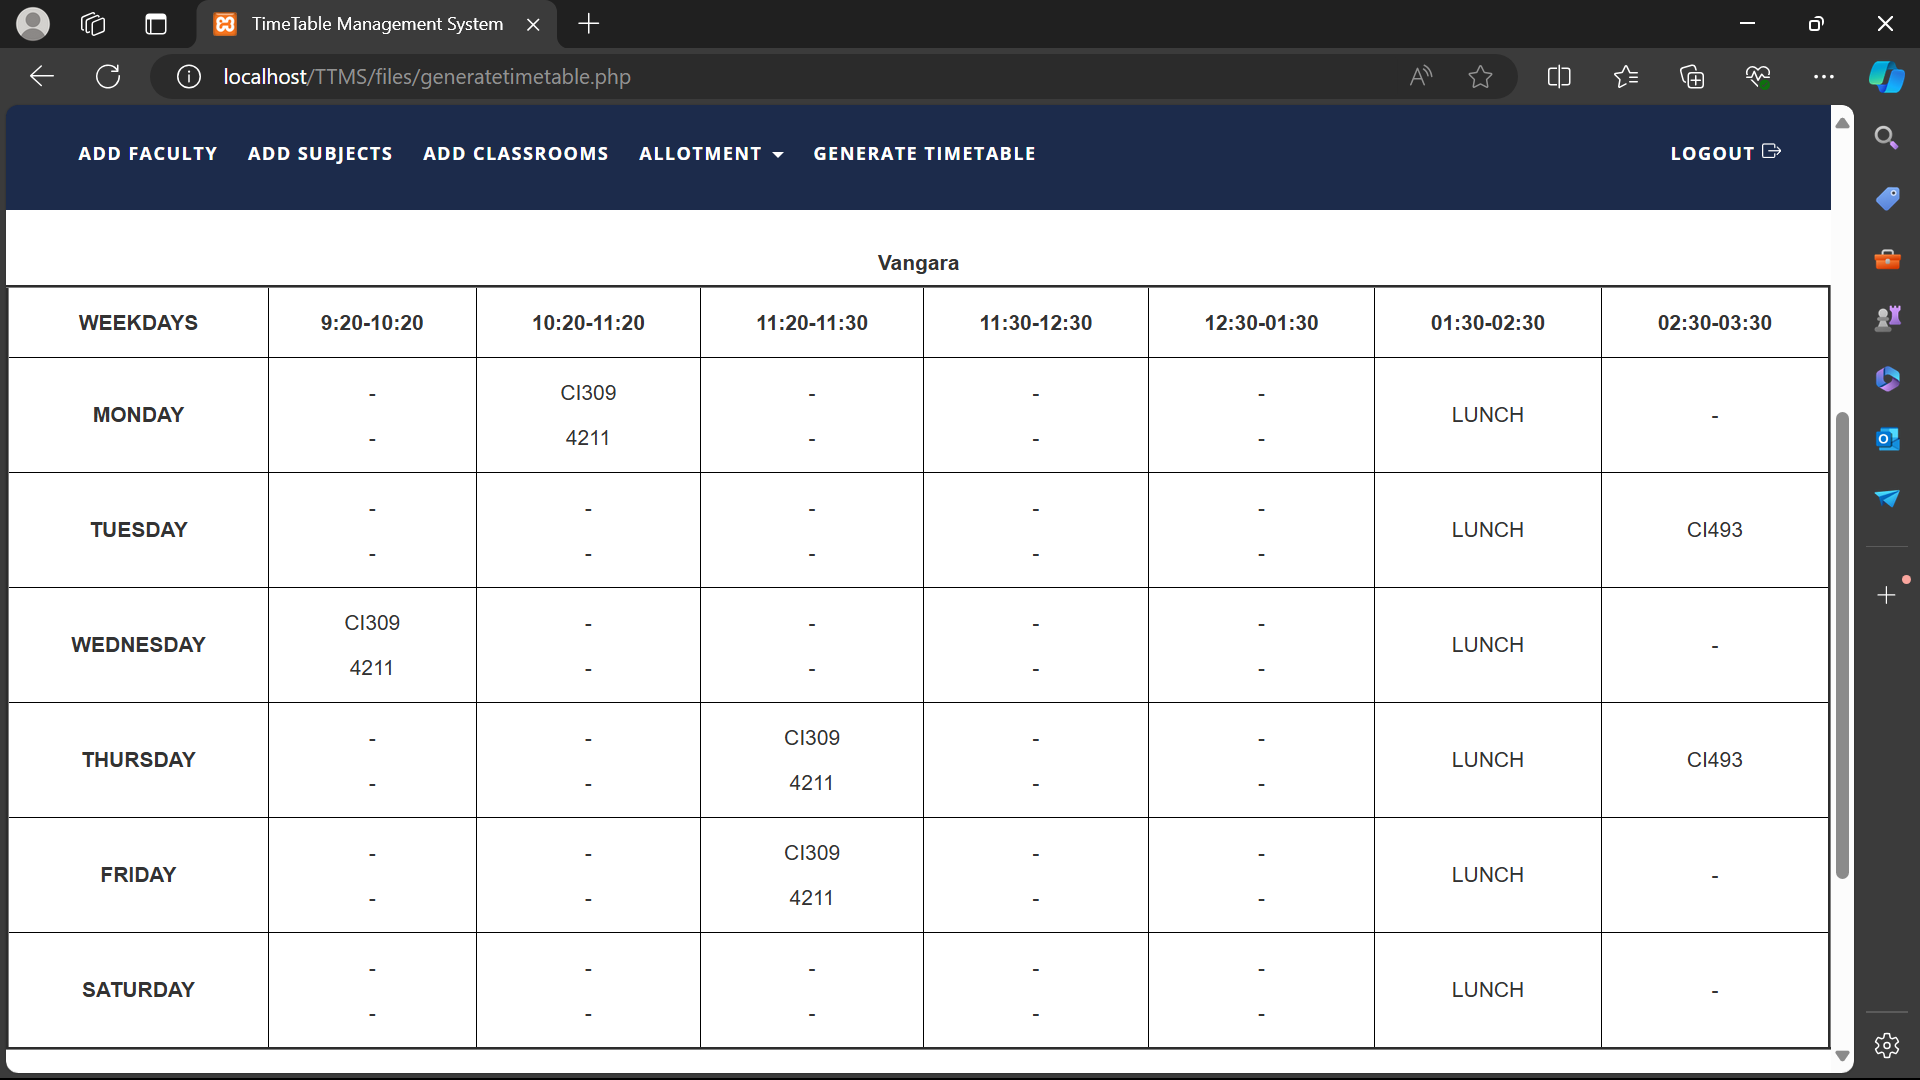 TimeTable Management System
localhost/TTMS/files/generatetimetable.php
ADD FACULTY ADD SUBJECTS ADD CLASSROOMS ALLOTMENT GENERATE TIMETABLE LOGOUT
Vangara
WEEKDAYS 9:20-10:20 10:20-11:20 11:20-11:30 11:30-12:30 12:30-01:30 01:30-02:30 02:30-03:30
- CI309 - - -
MONDAY LUNCH -
- 4211 - - -
- - - - -
TUESDAY LUNCH CI493
- - - - -
CI309 - - - -
WEDNESDAY LUNCH -
4211 - - - -
- - CI309 - -
THURSDAY LUNCH CI493
- - 4211 - -
- - CI309 - -
FRIDAY LUNCH -
- - 4211 - -
- - - - -
SATURDAY LUNCH -
- - - - -